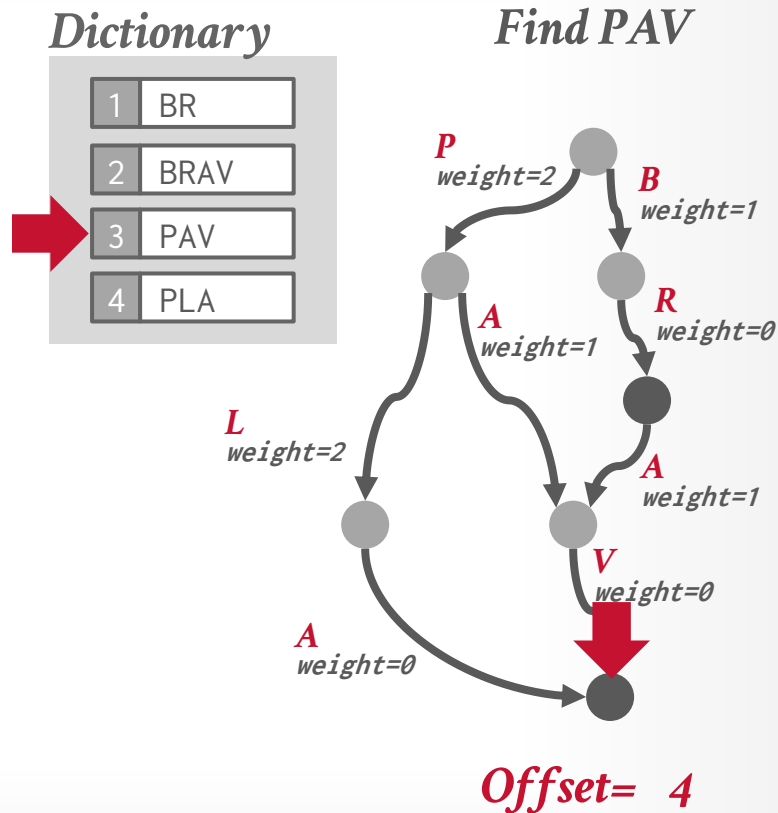 Dictionary
Find PAV
1 BR
2 BRAV
3 PAV
4 PLA
P
weight=2
B
weight=1
R
weight=0
A
weight=1
L
weight=2
A
weight=1
V
weight=0
A
weight=0
Offset= 4